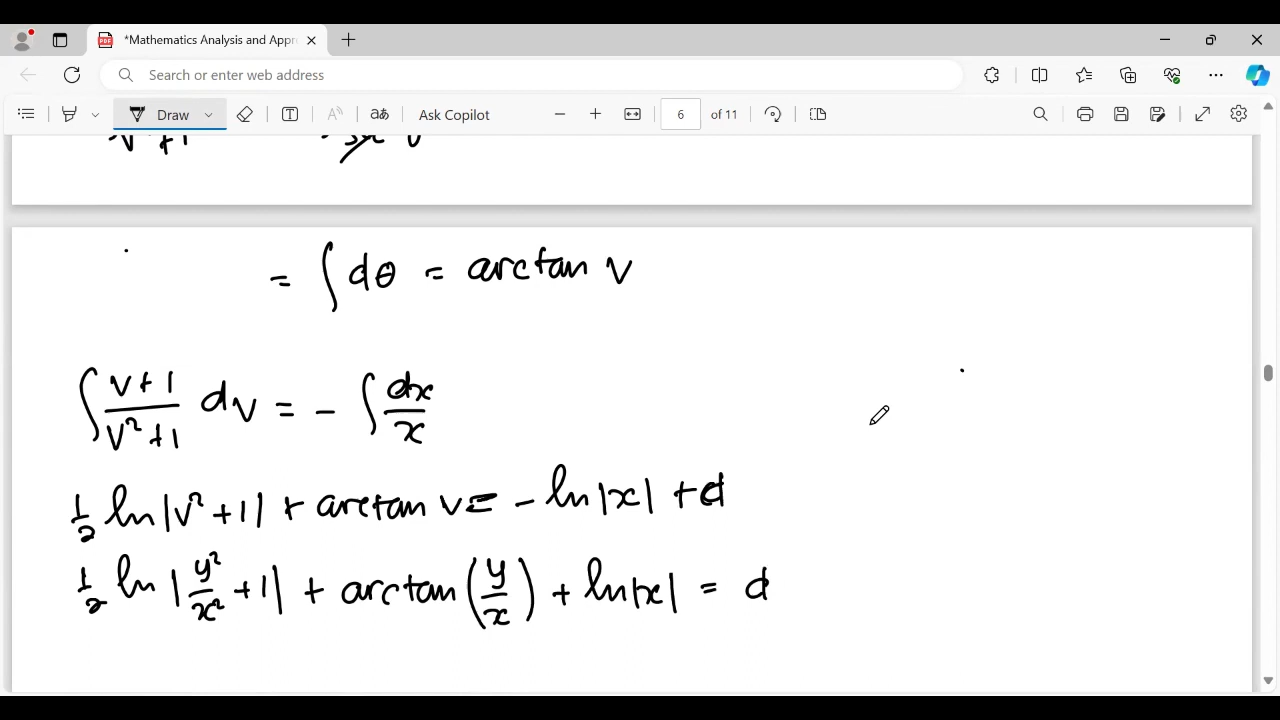 *Mathematics Analysis and Appr
Search or enter web address
Draw
Ask Copilot
6 of 11
= ∫ dθ = arctan v
∫ (v+1)/(v²+1) dv = - ∫ dx/x
½ ln|v²+1| + arctan v = - ln|x| + d
½ ln|y²/x² + 1| + arctan(y/x) + ln|x| = d